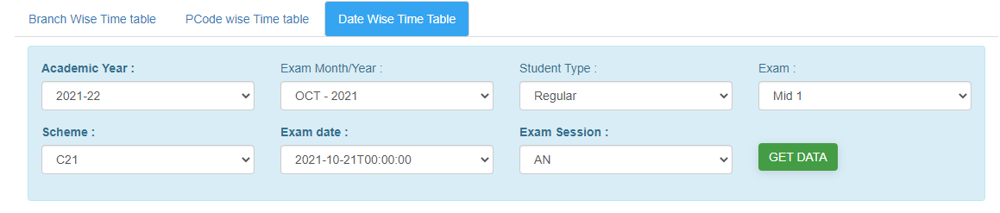 Branch Wise Time table PCode wise Time table Date Wise Time Table
Academic Year : Exam Month/Year : Student Type : Exam :
2021-22 OCT - 2021 Regular Mid 1
Scheme : Exam date : Exam Session :
C21 2021-10-21T00:00:00 AN GET DATA